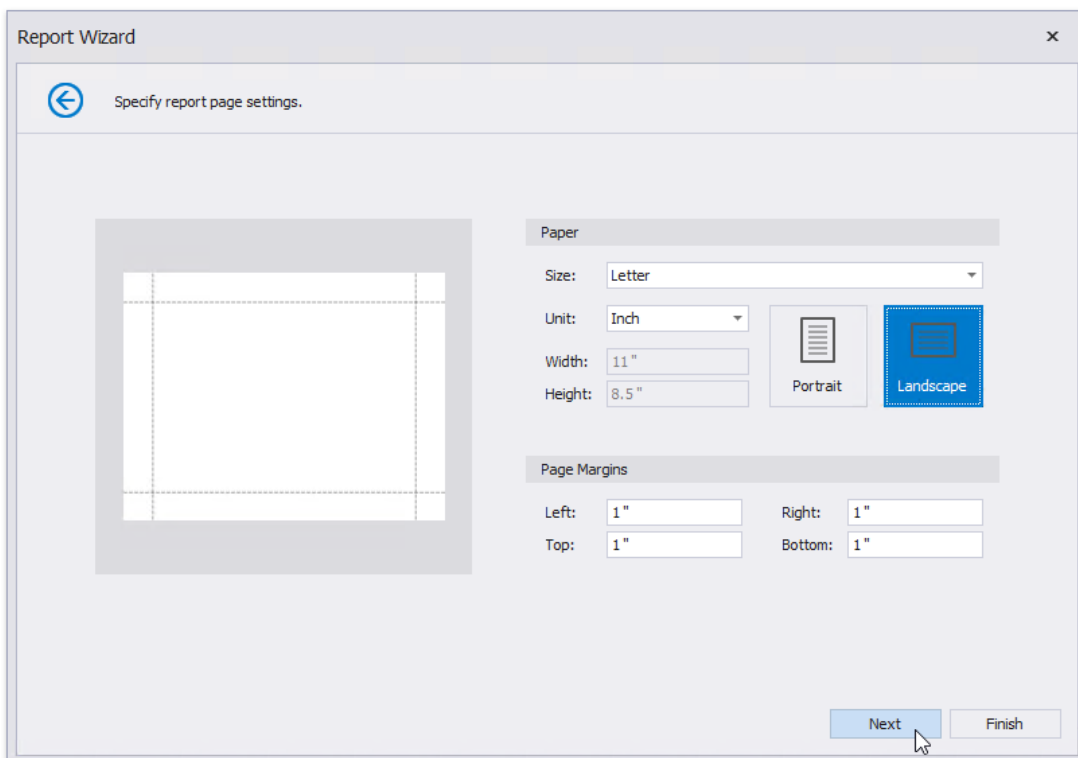 Report Wizard
Specify report page settings.
Paper
Size: Letter
Unit: Inch
Width: 11"
Height: 8.5"
Portrait
Landscape
Page Margins
Left: 1" Right: 1"
Top: 1" Bottom: 1"
Next Finish